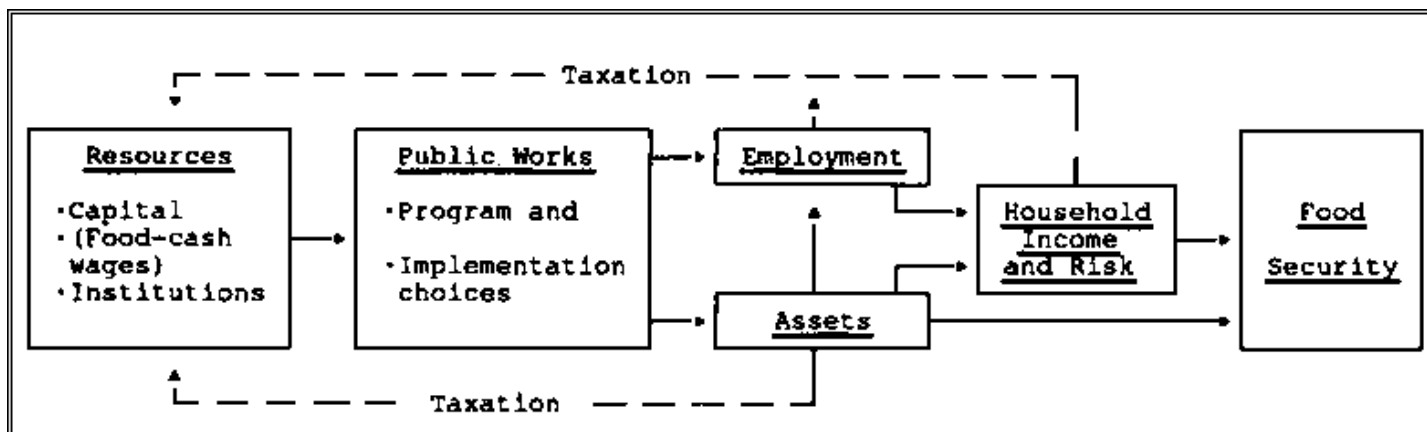 Taxation
Resources
·Capital
·(Food-cash
wages)
·Institutions
Public Works
·Program and
·Implementation
choices
Employment
Assets
Household
Income
and Risk
Food
Security
Taxation